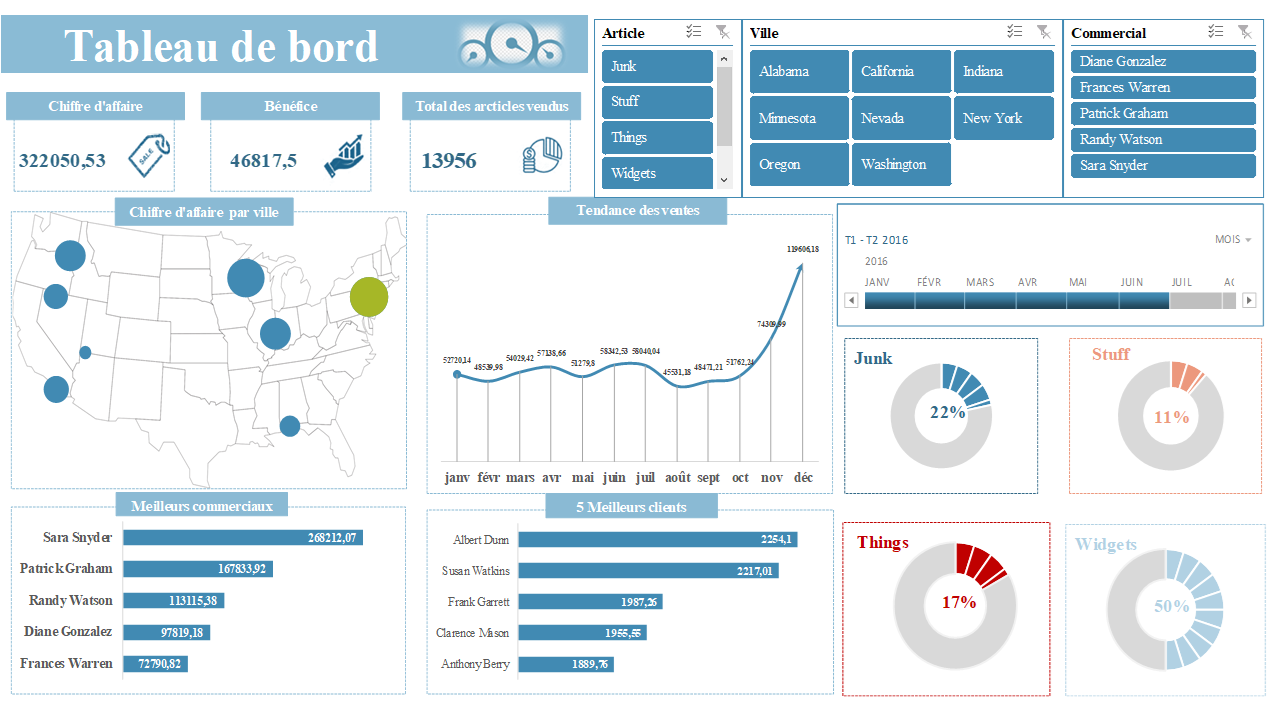 Tableau de bord
Article
Junk
Stuff
Things
Widgets
Ville
Alabama
California
Indiana
Minnesota
Nevada
New York
Oregon
Washington
Commercial
Diane Gonzalez
Frances Warren
Patrick Graham
Randy Watson
Sara Snyder
Chiffre d'affaire
322050,53
SALE
Bénéfice
46817,5
Total des arcticles vendus
13956
Chiffre d'affaire par ville
Tendance des ventes
52720,14
48539,98
54029,42
57138,66
51279,8
58342,53
58040,04
45531,18
48471,21
51762,24
74309,99
119606,18
janv févr mars avr mai juin juil août sept oct nov déc
T1 - T2 2016
MOIS
2016
JANV FÉVR MARS AVR MAI JUIN JUIL
Junk
22%
Stuff
11%
Meilleurs commerciaux
Sara Snyder 268212,07
Patrick Graham 167833,92
Randy Watson 113115,38
Diane Gonzalez 97819,18
Frances Warren 72790,82
5 Meilleurs clients
Albert Dunn 2254,1
Susan Watkins 2217,01
Frank Garrett 1987,26
Clarence Mison 1955,55
Anthony Berry 1889,76
Things
17%
Widgets
50%